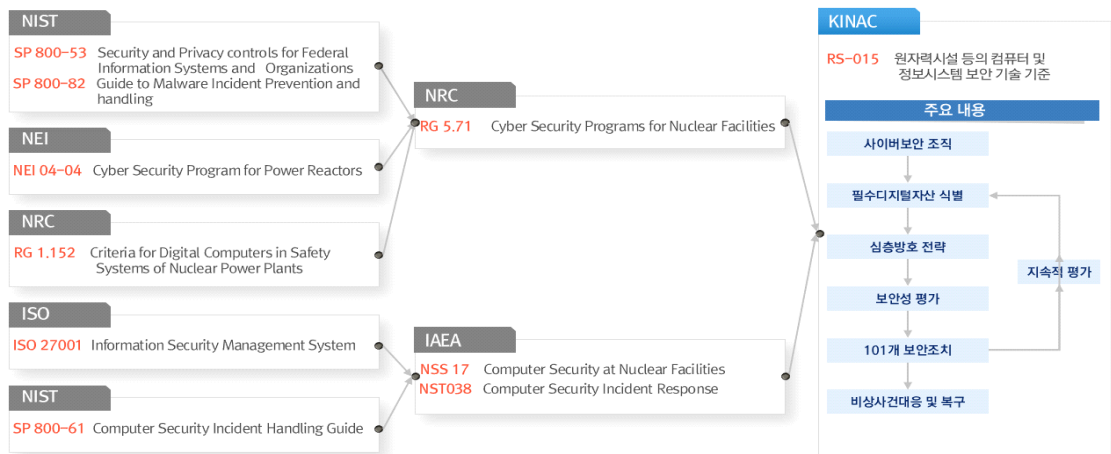 NIST
SP 800-53 Security and Privacy controls for Federal
Information Systems and Organizations
SP 800-82 Guide to Malware Incident Prevention and
handling
NEI
NEI 04-04 Cyber Security Program for Power Reactors
NRC
RG 1.152 Criteria for Digital Computers in Safety
Systems of Nuclear Power Plants
ISO
ISO 27001 Information Security Management System
NIST
SP 800-61 Computer Security Incident Handling Guide
NRC
RG 5.71 Cyber Security Programs for Nuclear Facilities
IAEA
NSS 17 Computer Security at Nuclear Facilities
NST038 Computer Security Incident Response
KINAC
RS-015 원자력시설 등의 컴퓨터 및
정보시스템 보안 기술 기준
주요 내용
사이버보안 조직
필수디지털자산 식별
심층방호 전략
지속적 평가
보안성 평가
101개 보안조치
비상사건대응 및 복구